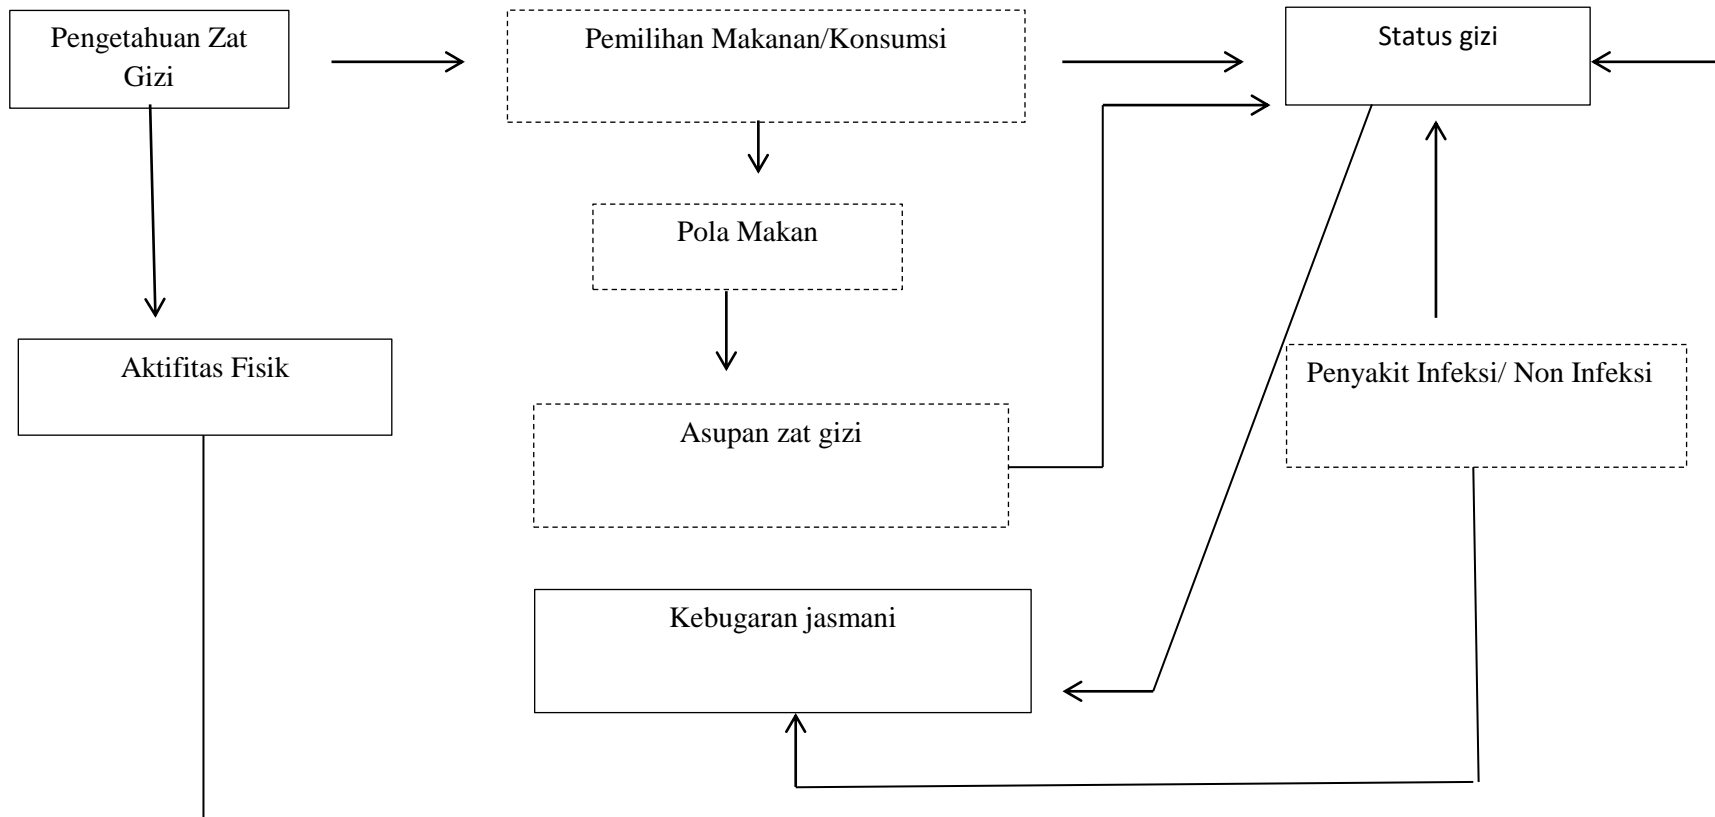 Pengetahuan Zat
Gizi
Pemilihan Makanan/Konsumsi
Status gizi
Pola Makan
Aktifitas Fisik
Penyakit Infeksi/ Non Infeksi
Asupan zat gizi
Kebugaran jasmani